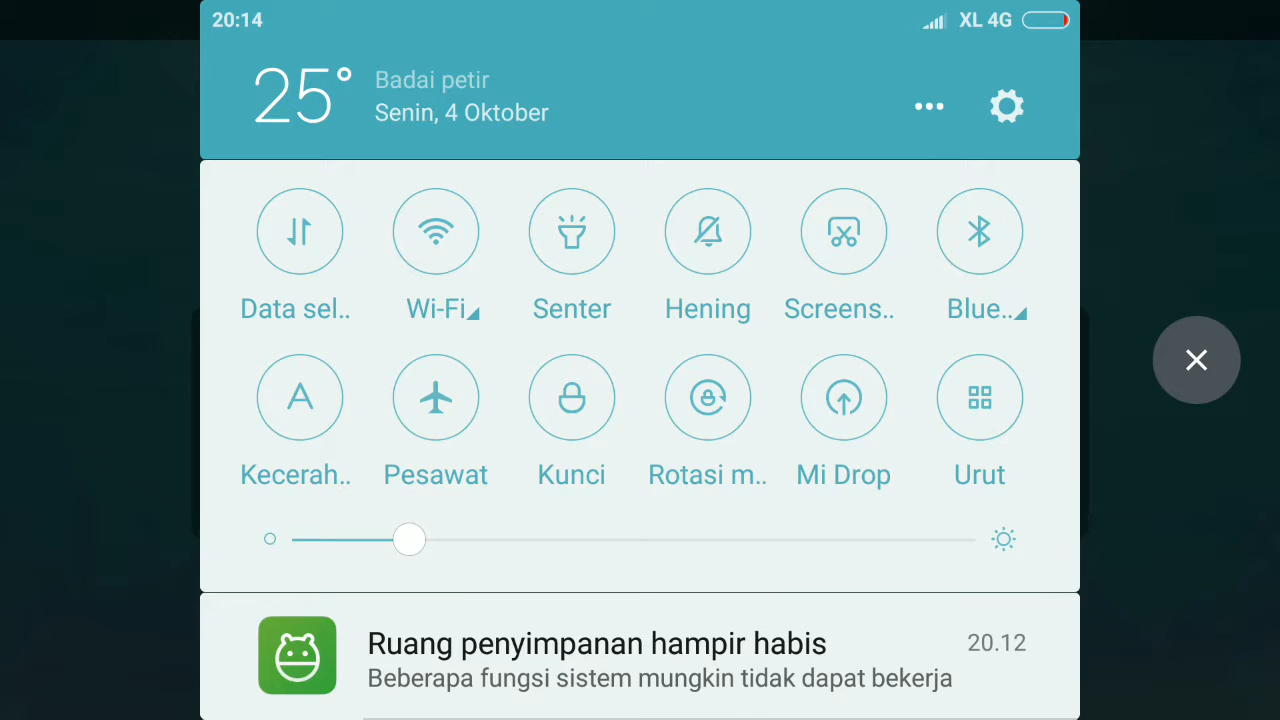 20:14 XL 4G
25°
Badai petir
Senin, 4 Oktober
Data sel.. Wi-Fi Senter Hening Screens.. Blue..
A
Kecerah.. Pesawat Kunci Rotasi m.. Mi Drop Urut
Ruang penyimpanan hampir habis 20.12
Beberapa fungsi sistem mungkin tidak dapat bekerja